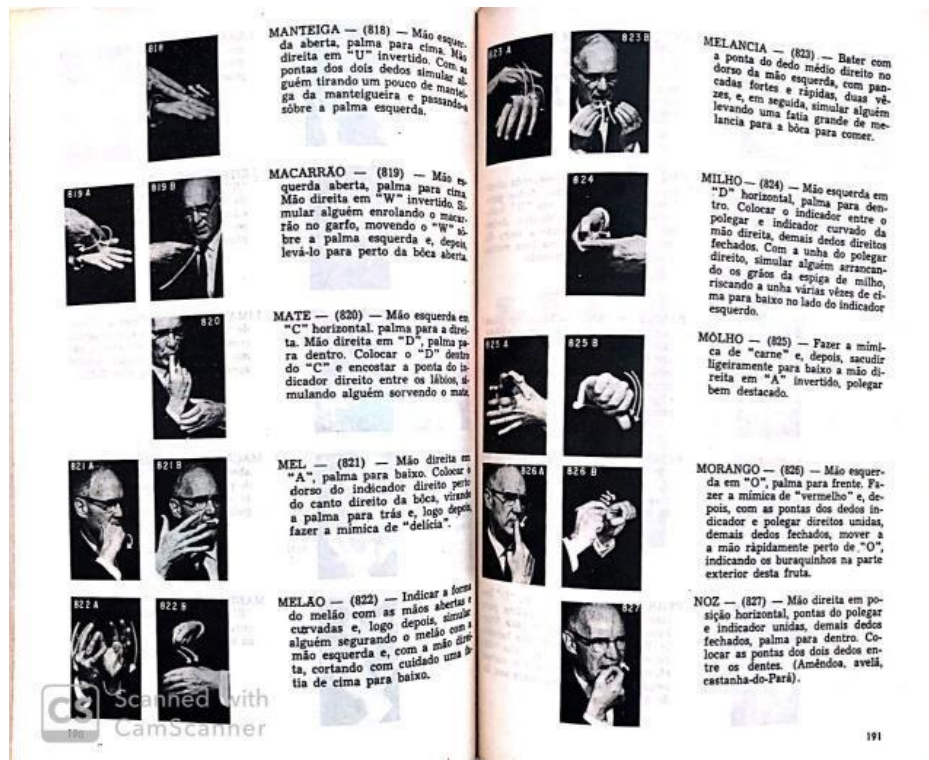 818
MANTEIGA — (818) — Mão esquer-
da aberta, palma para cima. Mão
direita em "U" invertido. Com as
pontas dos dois dedos simular al-
guém tirando um pouco de mantei-
ga da manteigueira e passando-a
sôbre a palma esquerda.
819 A
819 B
MACARRÃO — (819) — Mão es-
querda aberta, palma para cima.
Mão direita em "W" invertido. Si-
mular alguém enrolando o macar-
rão no garfo, movendo o "W" sô-
bre a palma esquerda e, depois,
levá-lo para perto da bôca aberta.
820
MATE — (820) — Mão esquerda em
"C" horizontal. palma para a direi-
ta. Mão direita em "D", palma pa-
ra dentro. Colocar o "D" dentro
do "C" e encostar a ponta do in-
dicador direito entre os lábios, si-
mulando alguém sorvendo o mate.
821 A
821 B
MEL — (821) — Mão direita em
"A", palma para baixo. Colocar o
dorso do indicador direito perto
do canto direito da bôca, virando
a palma para trás e, logo depois,
fazer a mímica de "delícia".
822 A
822 B
MELÃO — (822) — Indicar a forma
do melão com as mãos abertas e
curvadas e, logo depois, simular
alguém segurando o melão com a
mão esquerda e, com a mão direi-
ta, cortando com cuidado uma fa-
tia de cima para baixo.
CS Scanned with
CamScanner
190
823 A
823 B
MELANCIA — (823) — Bater com
a ponta do dedo médio direito no
dorso da mão esquerda, com pan-
cadas fortes e rápidas, duas vê-
zes, e, em seguida, simular alguém
levando uma fatia grande de me-
lancia para a bôca para comer.
824
MILHO — (824) — Mão esquerda em
"D" horizontal, palma para den-
tro. Colocar o indicador entre o
polegar e indicador curvado da
mão direita, demais dedos direitos
fechados. Com a unha do polegar
direito, simular alguém arrancan-
do os grãos da espiga de milho,
riscando a unha várias vêzes de ci-
ma para baixo no lado do indicador
esquerdo.
825 A
825 B
MÔLHO — (825) — Fazer a mími-
ca de "carne" e, depois, sacudir
ligeiramente para baixo a mão di-
reita em "A" invertido, polegar
bem destacado.
826 A
826 B
MORANGO — (826) — Mão esquer-
da em "O", palma para frente. Fa-
zer a mímica de "vermelho" e, de-
pois, com as pontas dos dedos in-
dicador e polegar direitos unidas,
demais dedos fechados, mover a
a mão ràpidamente perto de "O",
indicando os buraquinhos na parte
exterior desta fruta.
827
NOZ — (827) — Mão direita em po-
sição horizontal, pontas do polegar
e indicador unidas, demais dedos
fechados, palma para dentro. Co-
locar as pontas dos dois dedos en-
tre os dentes. (Amêndoa, avelã,
castanha-do-Pará).
191